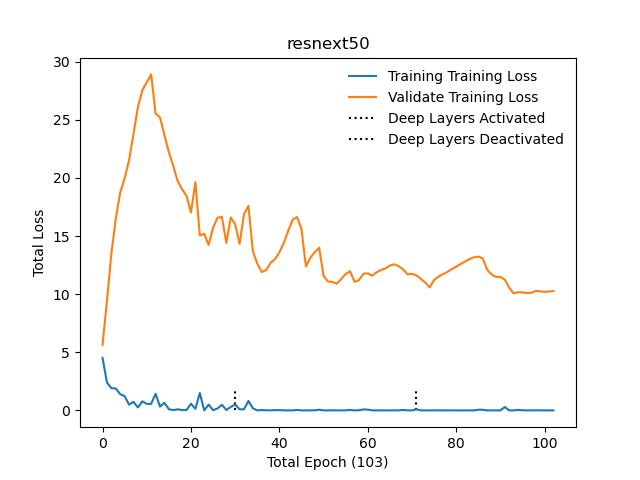 resnext50
30
25
20
15
10
5
0
Total Loss
Training Training Loss
Validate Training Loss
Deep Layers Activated
Deep Layers Deactivated
0 20 40 60 80 100
Total Epoch (103)